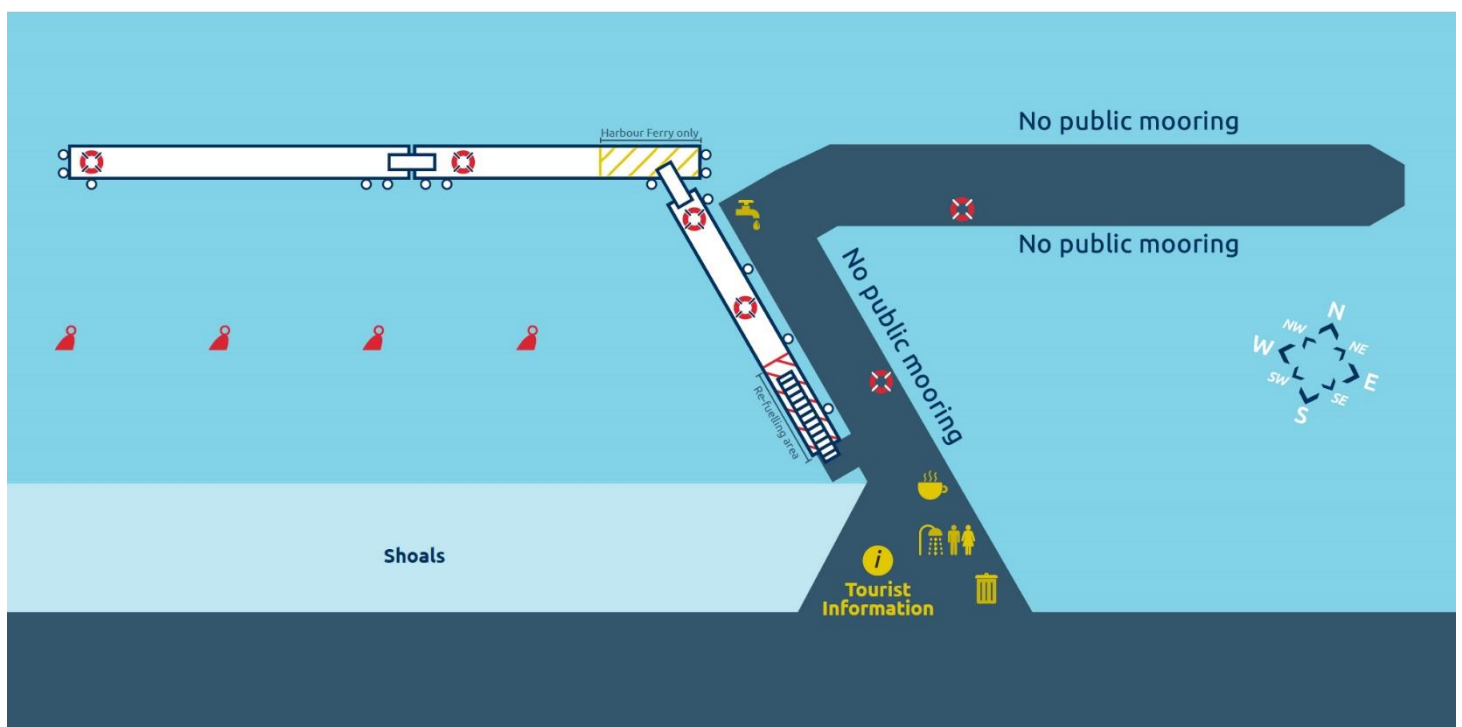 Harbour Ferry only
No public mooring
No public mooring
No public mooring
Re-fuelling area
N
NW
NE
W
E
SW
SE
S
Shoals
i
Tourist
Information